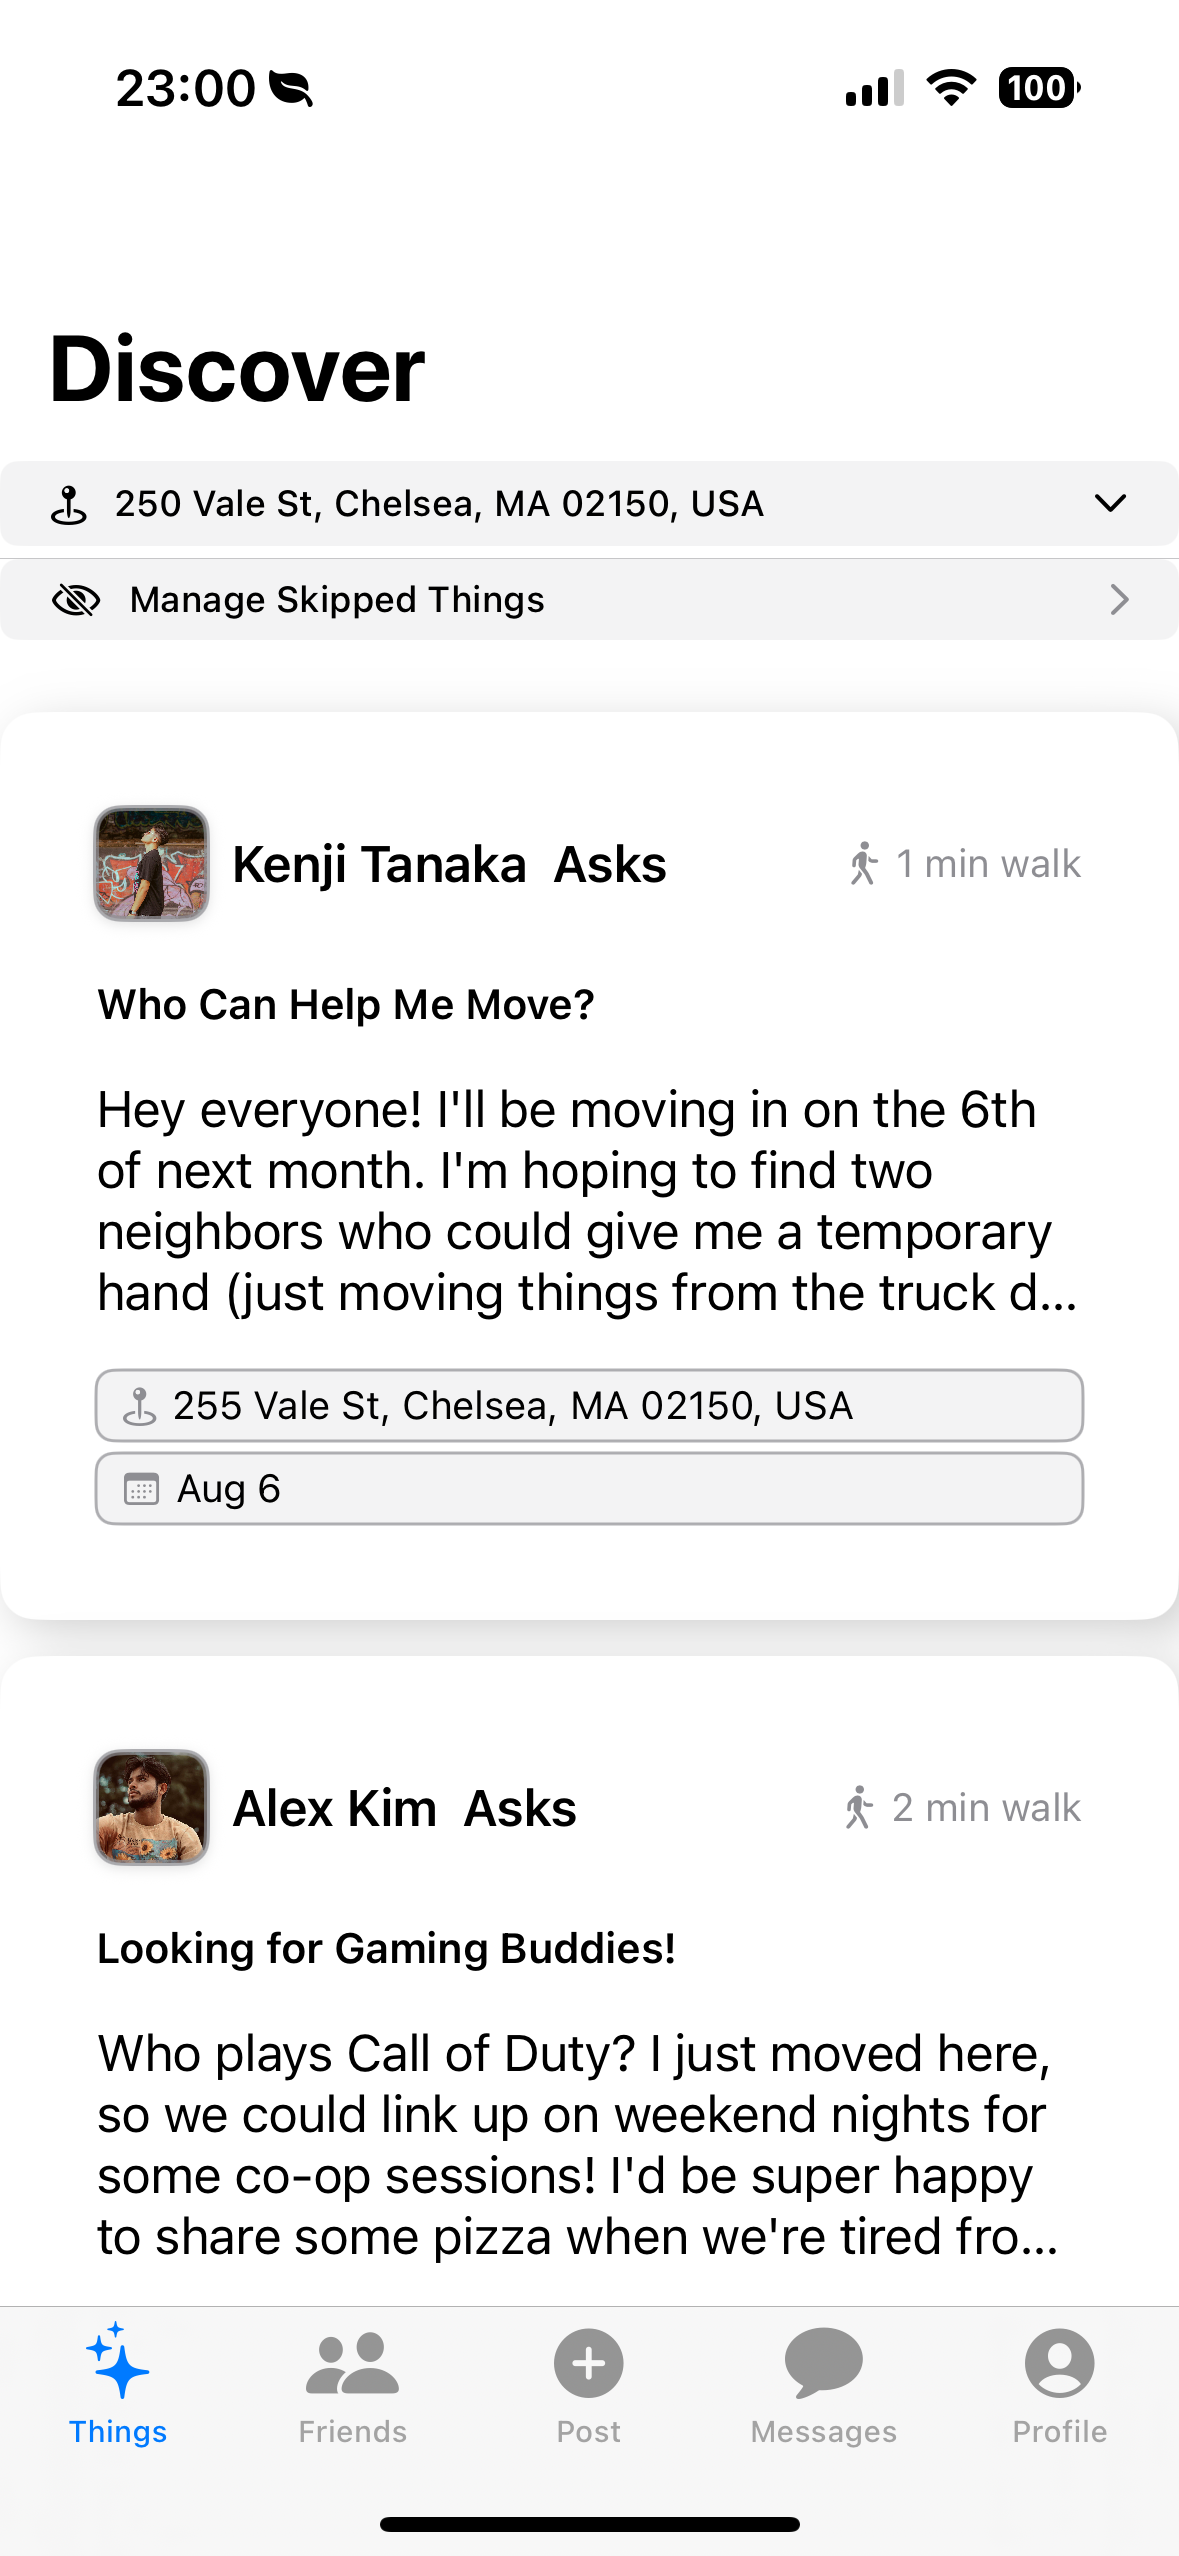 23:00
100
Discover
250 Vale St, Chelsea, MA 02150, USA
Manage Skipped Things
Kenji Tanaka Asks
1 min walk
Who Can Help Me Move?
Hey everyone! I'll be moving in on the 6th
of next month. I'm hoping to find two
neighbors who could give me a temporary
hand (just moving things from the truck d...
255 Vale St, Chelsea, MA 02150, USA
Aug 6
Alex Kim Asks
2 min walk
Looking for Gaming Buddies!
Who plays Call of Duty? I just moved here,
so we could link up on weekend nights for
some co-op sessions! I'd be super happy
to share some pizza when we're tired fro...
Things
Friends
Post
Messages
Profile